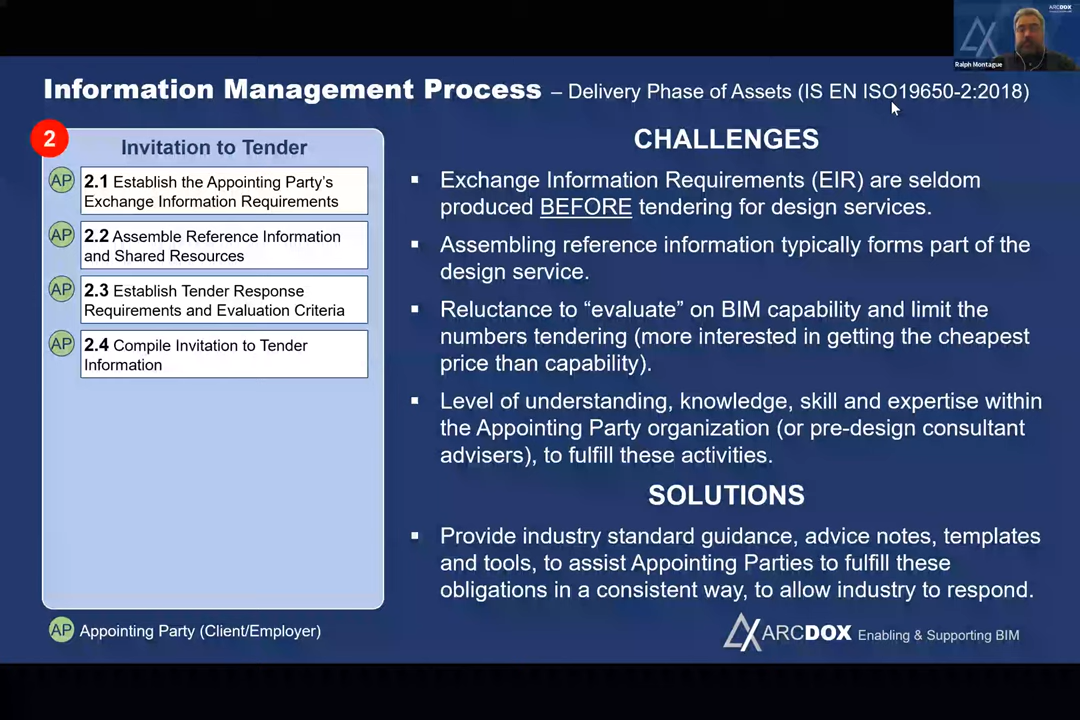 ARCDOX
Ralph Montague
Information Management Process – Delivery Phase of Assets (IS EN ISO19650-2:2018)
2
Invitation to Tender
AP
2.1 Establish the Appointing Party’s
Exchange Information Requirements
AP
2.2 Assemble Reference Information
and Shared Resources
AP
2.3 Establish Tender Response
Requirements and Evaluation Criteria
AP
2.4 Compile Invitation to Tender
Information
AP Appointing Party (Client/Employer)
CHALLENGES
▪ Exchange Information Requirements (EIR) are seldom
produced BEFORE tendering for design services.
▪ Assembling reference information typically forms part of the
design service.
▪ Reluctance to “evaluate” on BIM capability and limit the
numbers tendering (more interested in getting the cheapest
price than capability).
▪ Level of understanding, knowledge, skill and expertise within
the Appointing Party organization (or pre-design consultant
advisers), to fulfill these activities.
SOLUTIONS
▪ Provide industry standard guidance, advice notes, templates
and tools, to assist Appointing Parties to fulfill these
obligations in a consistent way, to allow industry to respond.
ARCDOX Enabling & Supporting BIM